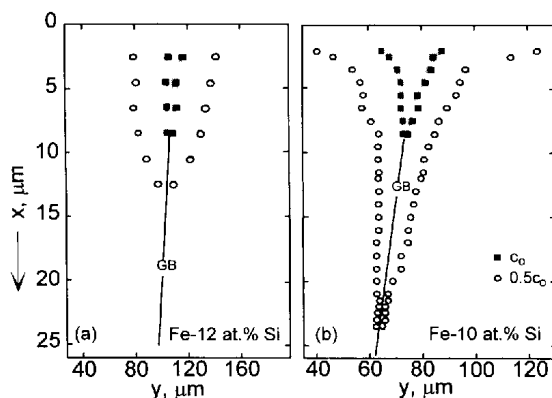 0
5
10
15
20
25
x, μm
GB
(a)
Fe-12 at.% Si
40
80
120
160
y, μm
GB
c₀
0.5c₀
(b)
Fe-10 at.% Si
40
60
80
100
120
y, μm